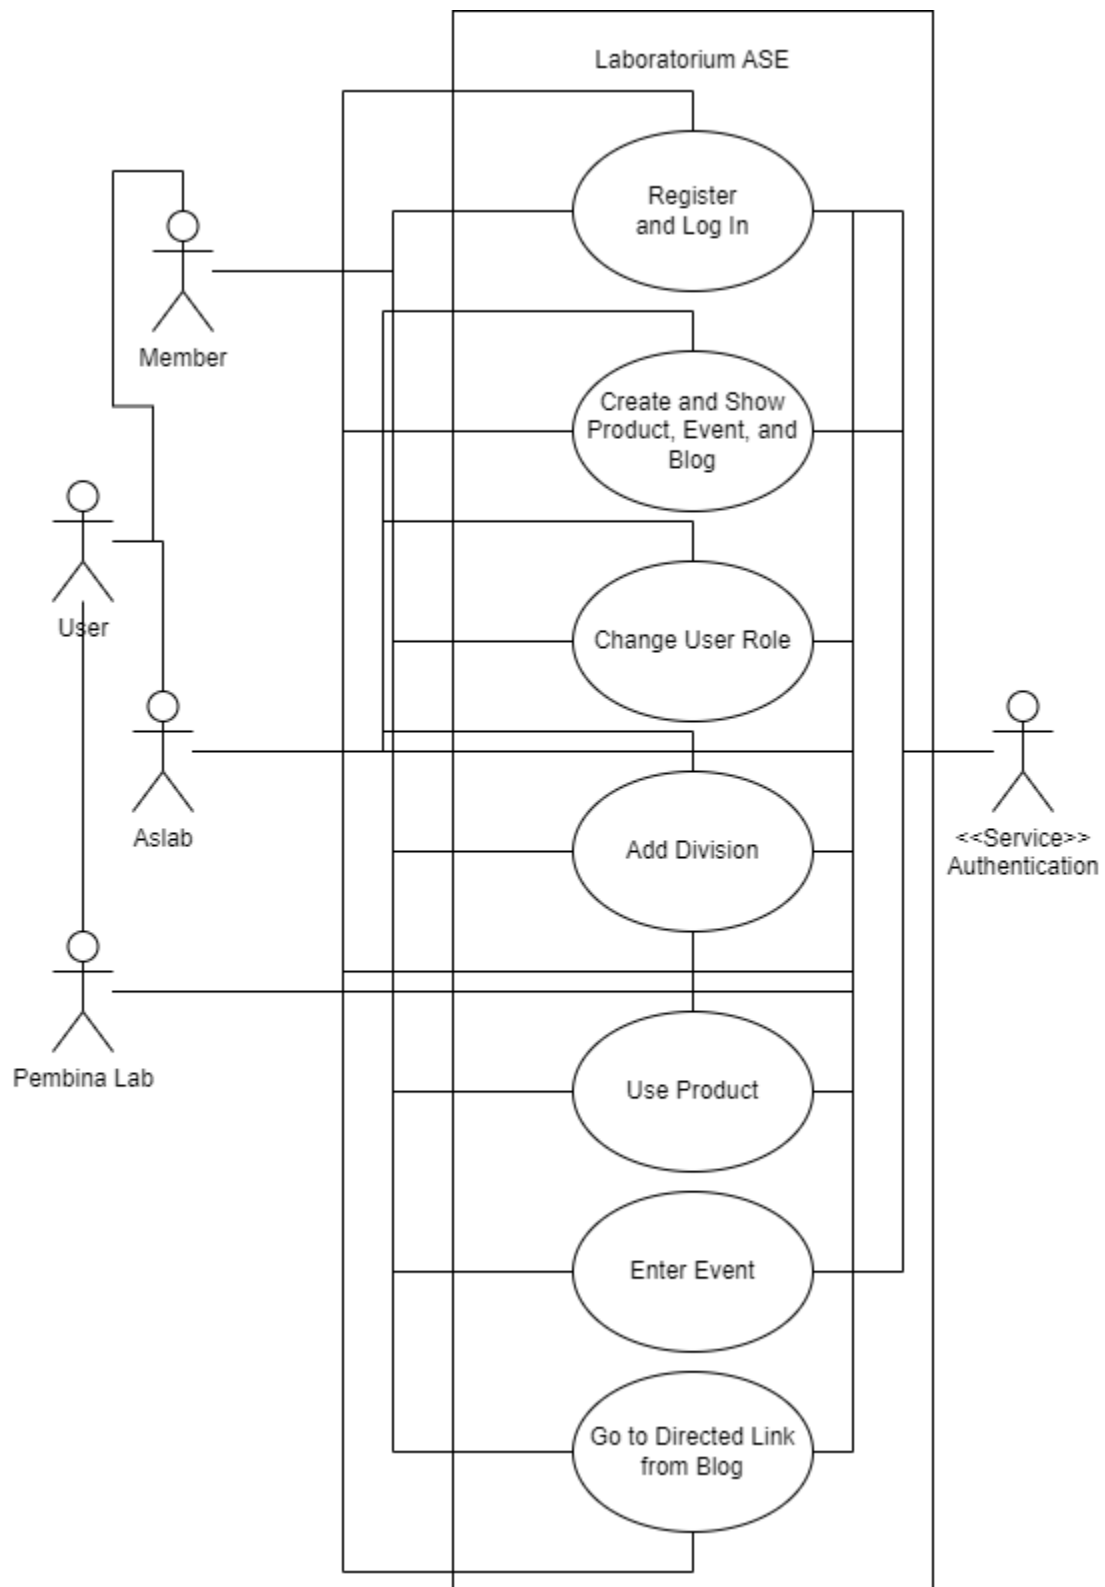 Laboratorium ASE
Register
and Log In
Member
Create and Show
Product, Event, and
Blog
User
Change User Role
Aslab
Add Division
<<Service>>
Authentication
Pembina Lab
Use Product
Enter Event
Go to Directed Link
from Blog